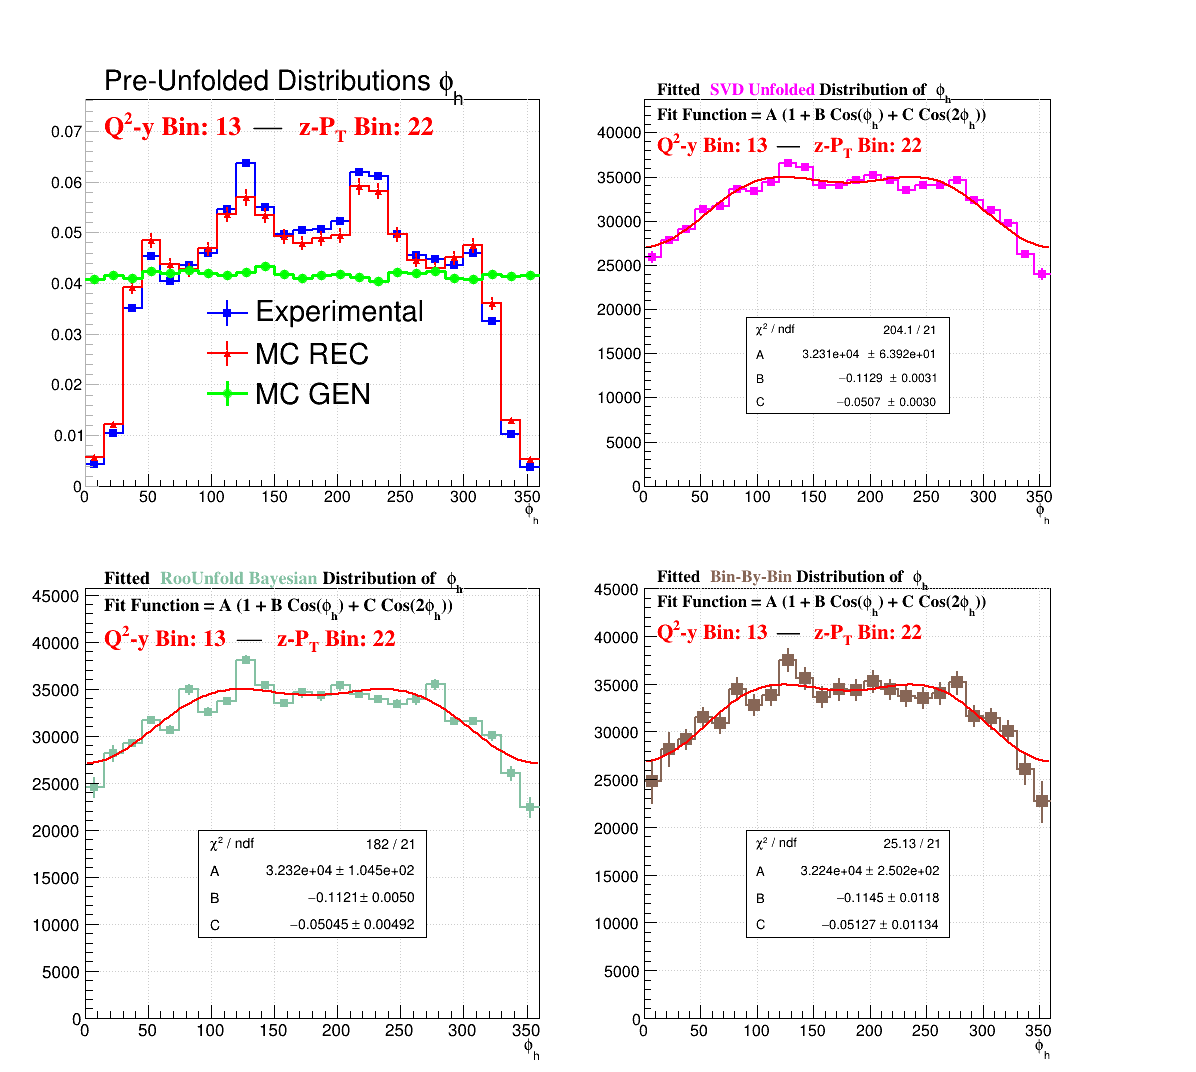 Pre-Unfolded Distributions ϕh
Q2-y Bin: 13 — z-PT Bin: 22
0.07
0.06
0.05
0.04
0.03
0.02
0.01
0
Experimental
MC REC
MC GEN
0 50 100 150 200 250 300 350
ϕh
Fitted SVD Unfolded Distribution of ϕh
Fit Function = A (1 + B Cos(ϕh) + C Cos(2ϕh))
Q2-y Bin: 13 — z-PT Bin: 22
40000
35000
30000
25000
20000
15000
10000
5000
0
χ2 / ndf 204.1 / 21
A 3.231e+04 ± 6.392e+01
B −0.1129 ± 0.0031
C −0.0507 ± 0.0030
0 50 100 150 200 250 300 350
ϕh
Fitted RooUnfold Bayesian Distribution of ϕh
Fit Function = A (1 + B Cos(ϕh) + C Cos(2ϕh))
Q2-y Bin: 13 — z-PT Bin: 22
45000
40000
35000
30000
25000
20000
15000
10000
5000
0
χ2 / ndf 182 / 21
A 3.232e+04 ± 1.045e+02
B −0.1121 ± 0.0050
C −0.05045 ± 0.00492
0 50 100 150 200 250 300 350
ϕh
Fitted Bin-By-Bin Distribution of ϕh
Fit Function = A (1 + B Cos(ϕh) + C Cos(2ϕh))
Q2-y Bin: 13 — z-PT Bin: 22
45000
40000
35000
30000
25000
20000
15000
10000
5000
0
χ2 / ndf 25.13 / 21
A 3.224e+04 ± 2.502e+02
B −0.1145 ± 0.0118
C −0.05127 ± 0.01134
0 50 100 150 200 250 300 350
ϕh